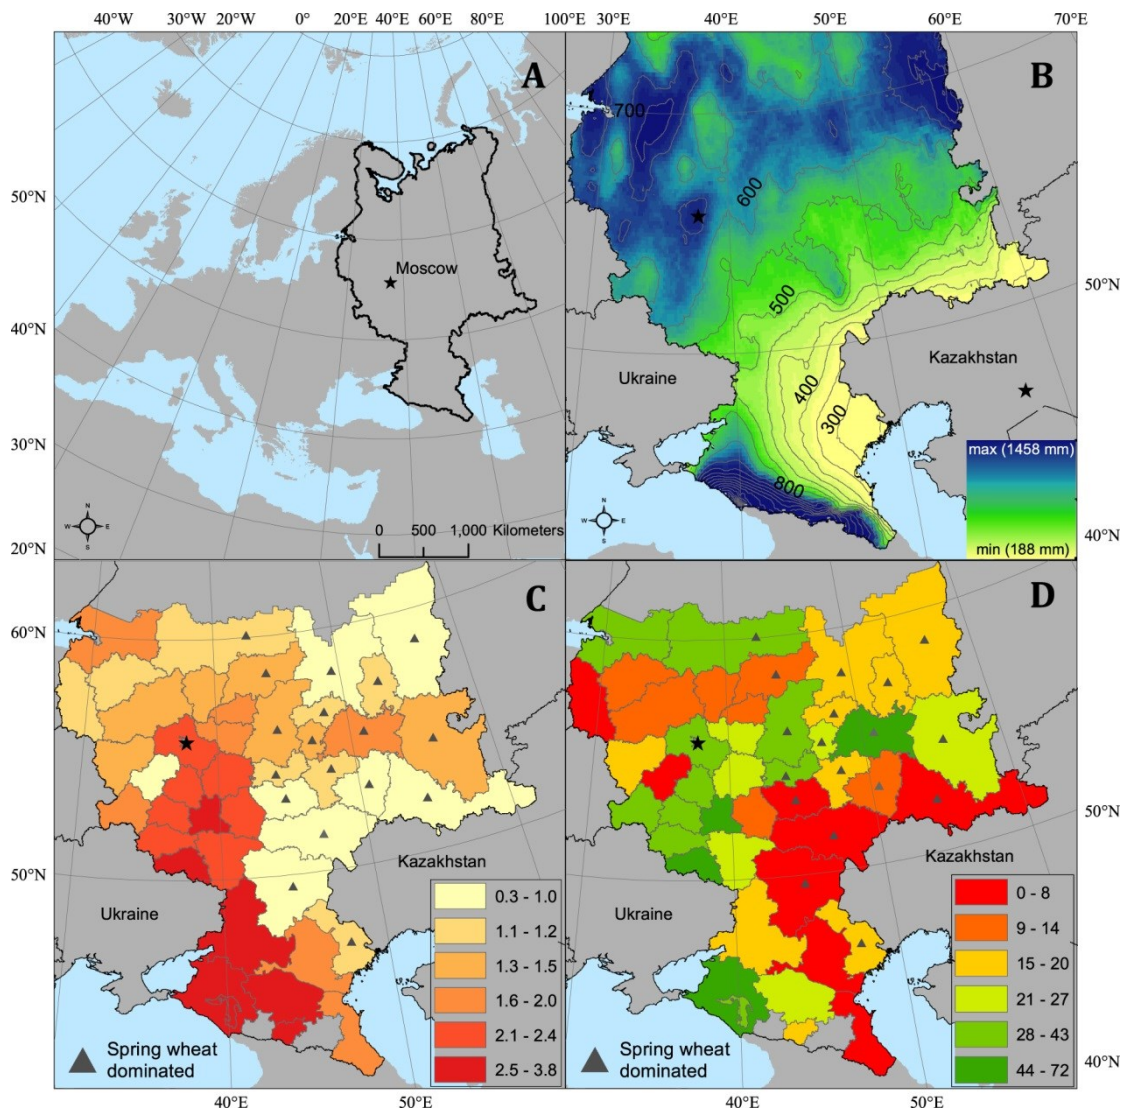 40°W 30°W 20°W 10°W 0° 10°E 20°E 30°E 40°E 60°E 80°E 100°E 30°E 40°E 50°E 60°E 70°E
A
B
700
50°N
600
Moscow
500
50°N
40°N
Kazakhstan
Ukraine
400
300
30°N
max (1458 mm)
800
N
W E
S
0 500 1,000 Kilometers
N
W E
S
20°N
min (188 mm)
40°N
C
D
60°N
50°N
50°N
Kazakhstan
Kazakhstan
Ukraine
0.3 - 1.0
1.1 - 1.2
1.3 - 1.5
1.6 - 2.0
2.1 - 2.4
2.5 - 3.8
Spring wheat
dominated
Ukraine
0 - 8
9 - 14
15 - 20
21 - 27
28 - 43
44 - 72
Spring wheat
dominated
40°N
40°E 50°E 40°E 50°E